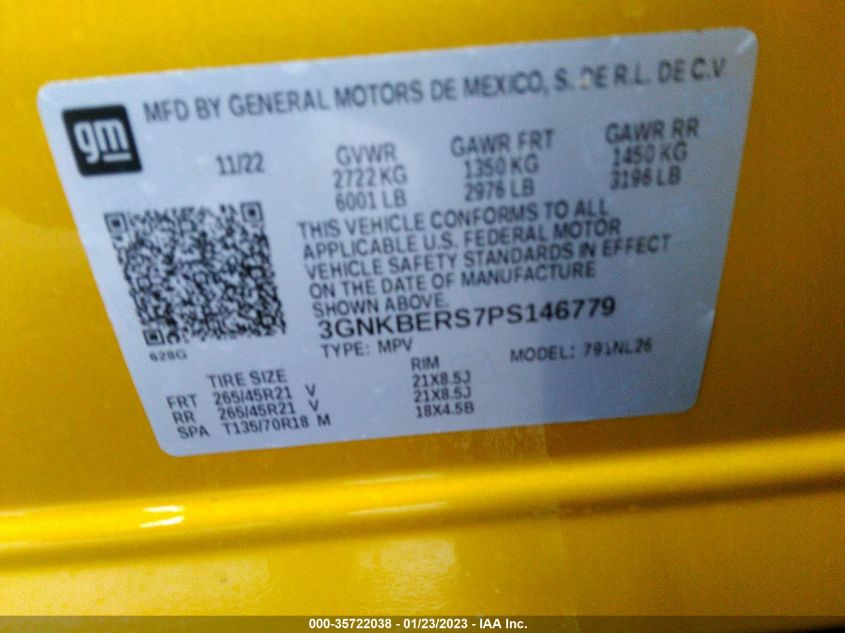 MFD BY GENERAL MOTORS DE MEXICO, S. DE R.L. DE C.V
gm
11/22
GVWR
2722 KG
6001 LB
GAWR FRT
1350 KG
2976 LB
GAWR RR
1450 KG
3196 LB
THIS VEHICLE CONFORMS TO ALL
APPLICABLE U.S. FEDERAL MOTOR
VEHICLE SAFETY STANDARDS IN EFFECT
ON THE DATE OF MANUFACTURE
SHOWN ABOVE.
3GNKBERS7PS146779
628G
TYPE: MPV
MODEL: 791NL26
TIRE SIZE
RIM
FRT 265/45R21 V 21X8.5J
RR 265/45R21 V 21X8.5J
SPA T135/70R18 M 18X4.5B
000-35722038 - 01/23/2023 - IAA Inc.